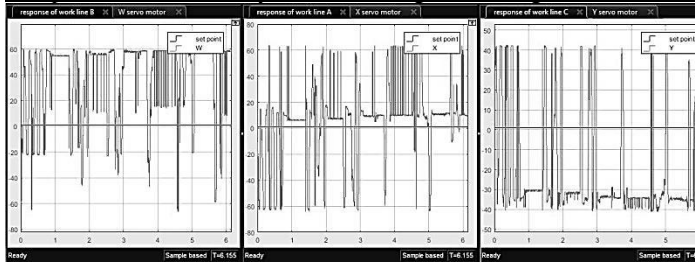 response of work line B W servo motor
set point
W
60
40
20
0
-20
-40
-60
-80
0 1 2 3 4 5 6
Ready Sample based T=6.155
response of work line A X servo motor
set point
X
80
60
40
20
0
-20
-40
-60
-80
0 1 2 3 4 5 6
Ready Sample based T=6.155
response of work line C Y servo motor
set point
Y
50
40
30
20
10
0
-10
-20
-30
-40
-50
0 1 2 3 4 5
Ready Sample based